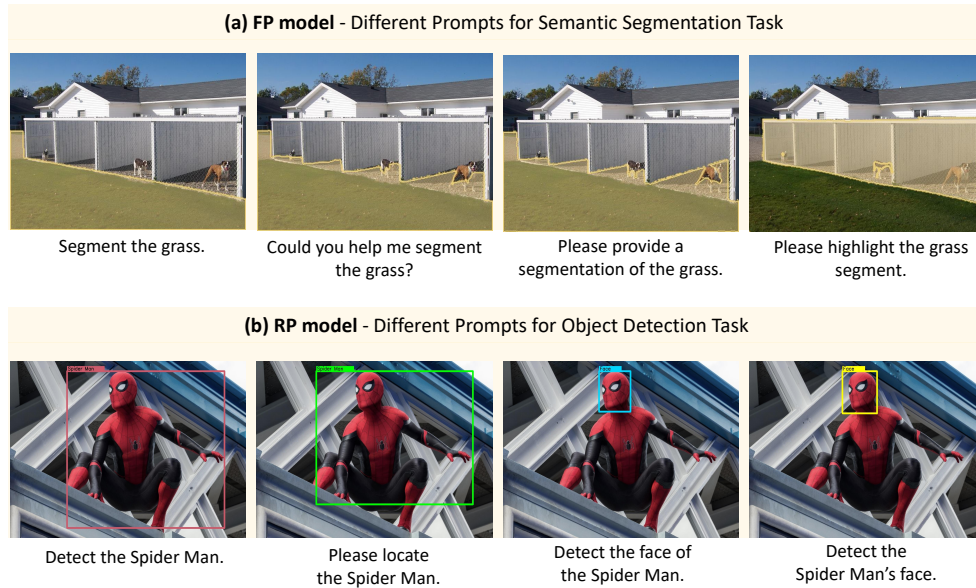 (a) FP model - Different Prompts for Semantic Segmentation Task
Segment the grass.
Could you help me segment
the grass?
Please provide a
segmentation of the grass.
Please highlight the grass
segment.
(b) RP model - Different Prompts for Object Detection Task
Spider Man
Spider Man
Face
Face
Detect the Spider Man.
Please locate
the Spider Man.
Detect the face of
the Spider Man.
Detect the
Spider Man's face.